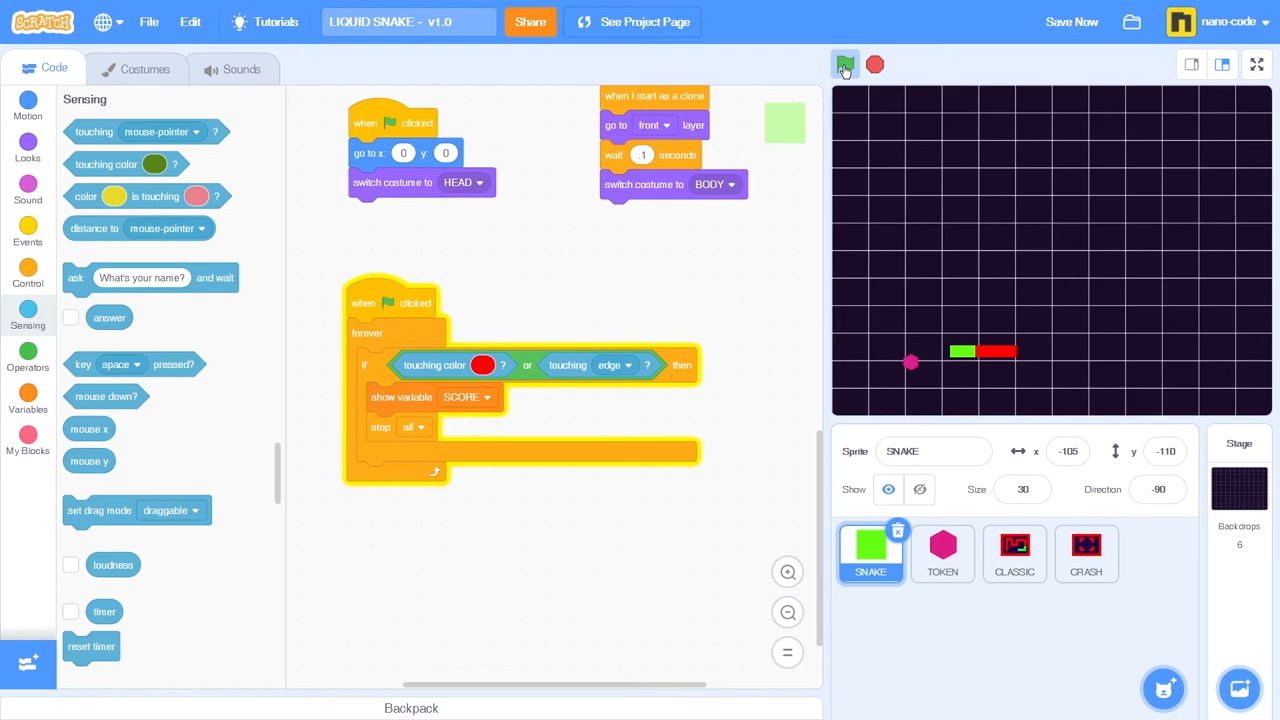 SCRATCH
File
Edit
Tutorials
LIQUID SNAKE - v1.0
Share
See Project Page
Save Now
nano-code
Code
Costumes
Sounds
Motion
Looks
Sound
Events
Control
Sensing
Operators
Variables
My Blocks
Sensing
touching mouse-pointer ?
touching color ?
color is touching ?
distance to mouse-pointer
ask What's your name? and wait
answer
key space pressed?
mouse down?
mouse x
mouse y
set drag mode draggable
loudness
timer
reset timer
when clicked
go to x: 0 y: 0
switch costume to HEAD
when I start as a clone
go to front layer
wait .1 seconds
switch costume to BODY
when clicked
forever
if touching color ? or touching edge ? then
show variable SCORE
stop all
Backpack
Sprite SNAKE x -105 y -110
Show Size 30 Direction -90
SNAKE
TOKEN
CLASSIC
CRASH
Stage
Backdrops
6